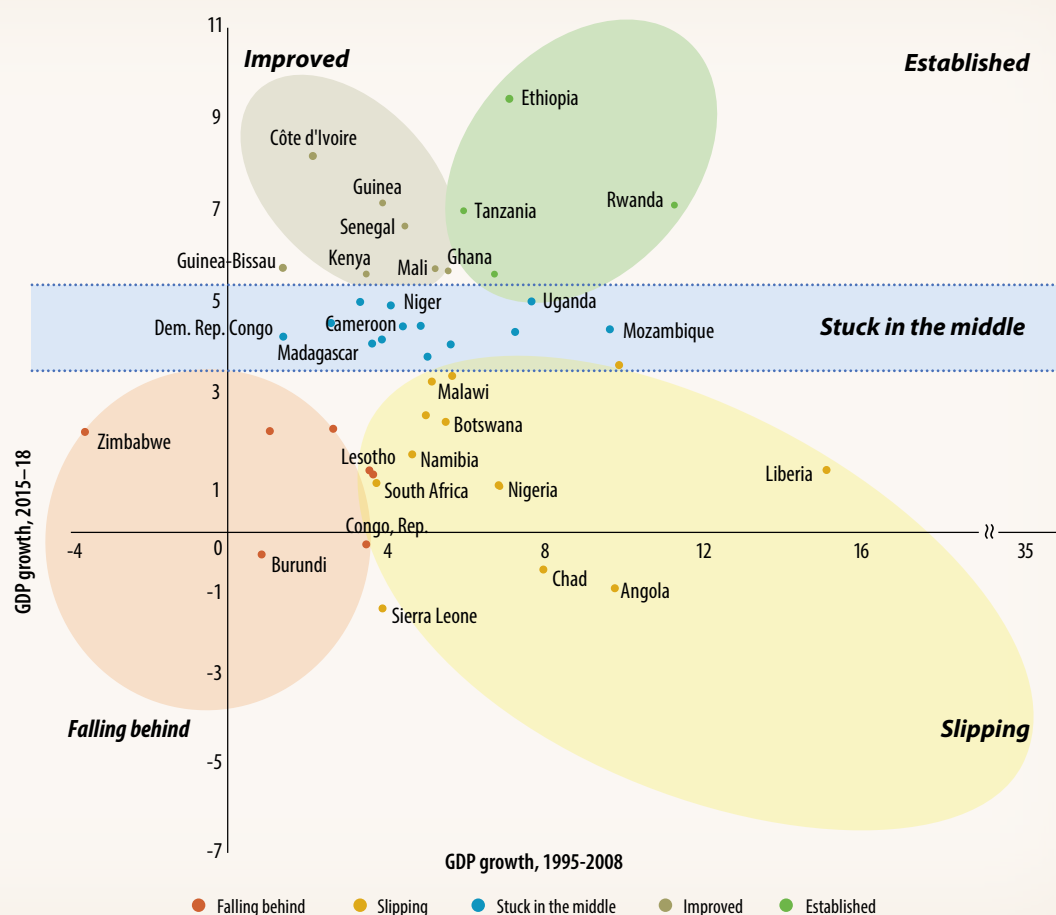 11
Improved
Established
9
Ethiopia
Côte d'Ivoire
7
Guinea
Rwanda
Tanzania
Senegal
Guinea-Bissau
Kenya
Mali
Ghana
5
Niger
Uganda
Dem. Rep. Congo
Cameroon
Mozambique
Stuck in the middle
Madagascar
3
Malawi
Botswana
Zimbabwe
Lesotho
Namibia
Liberia
1
South Africa
Nigeria
Congo, Rep.
-4
0
4
8
12
16
35
Burundi
Chad
-1
Angola
Sierra Leone
-3
Falling behind
Slipping
-5
-7
GDP growth, 2015–18
GDP growth, 1995-2008
Falling behind
Slipping
Stuck in the middle
Improved
Established